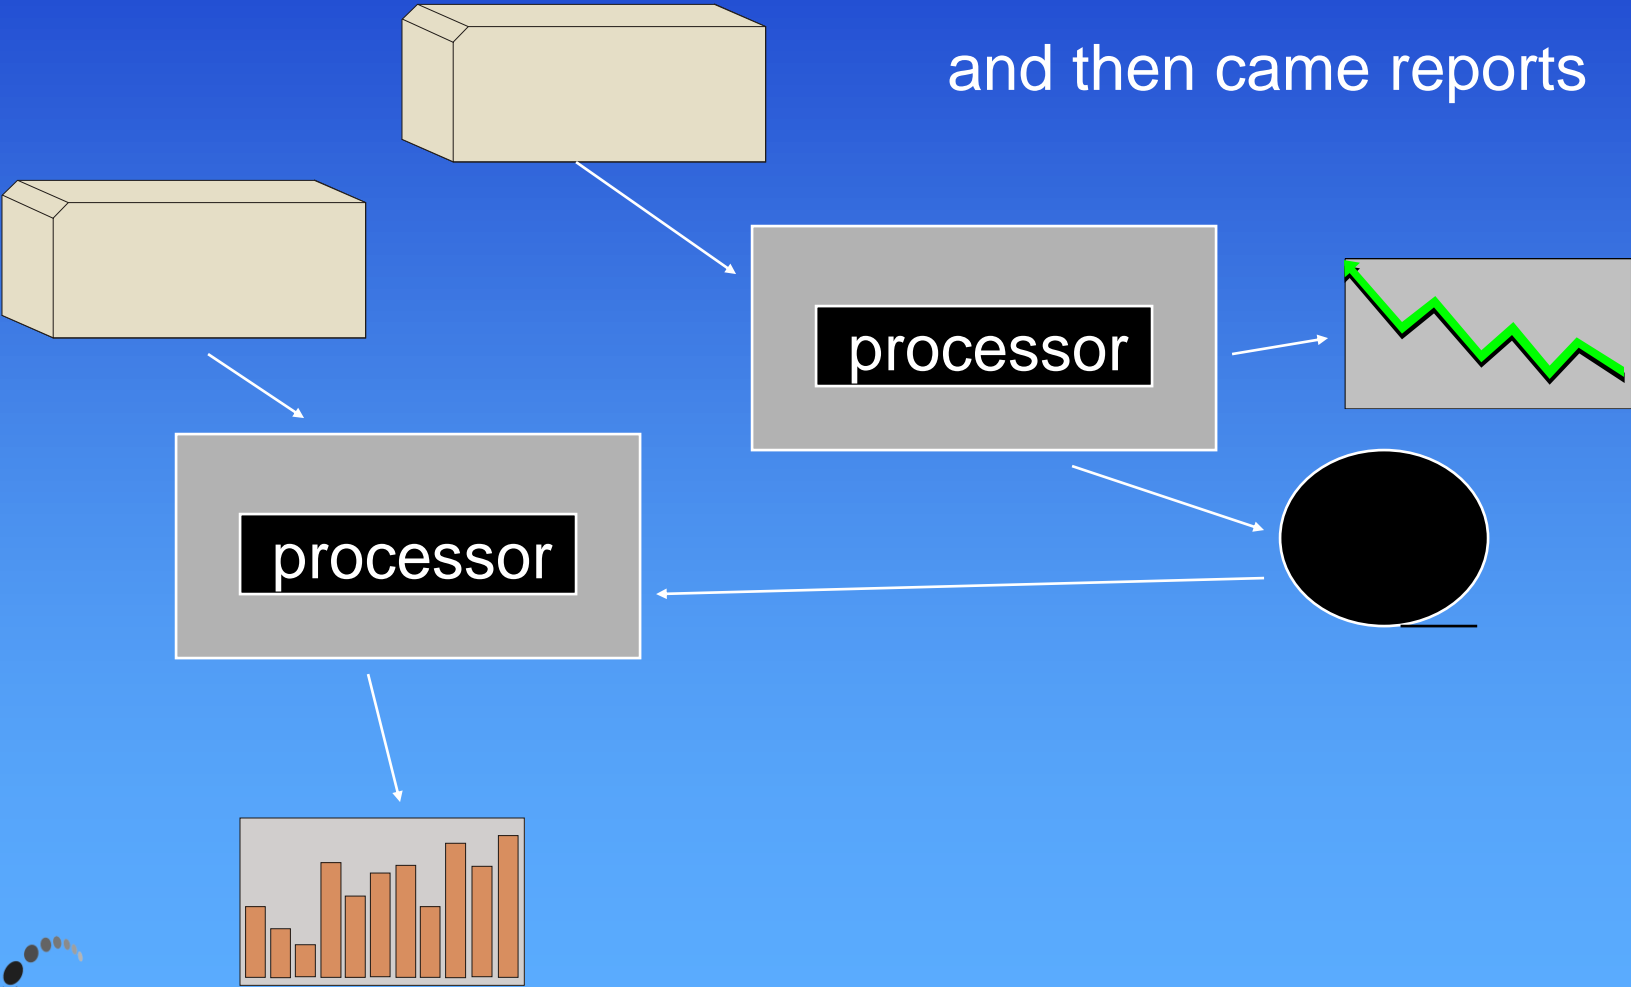 and then came reports
processor
processor